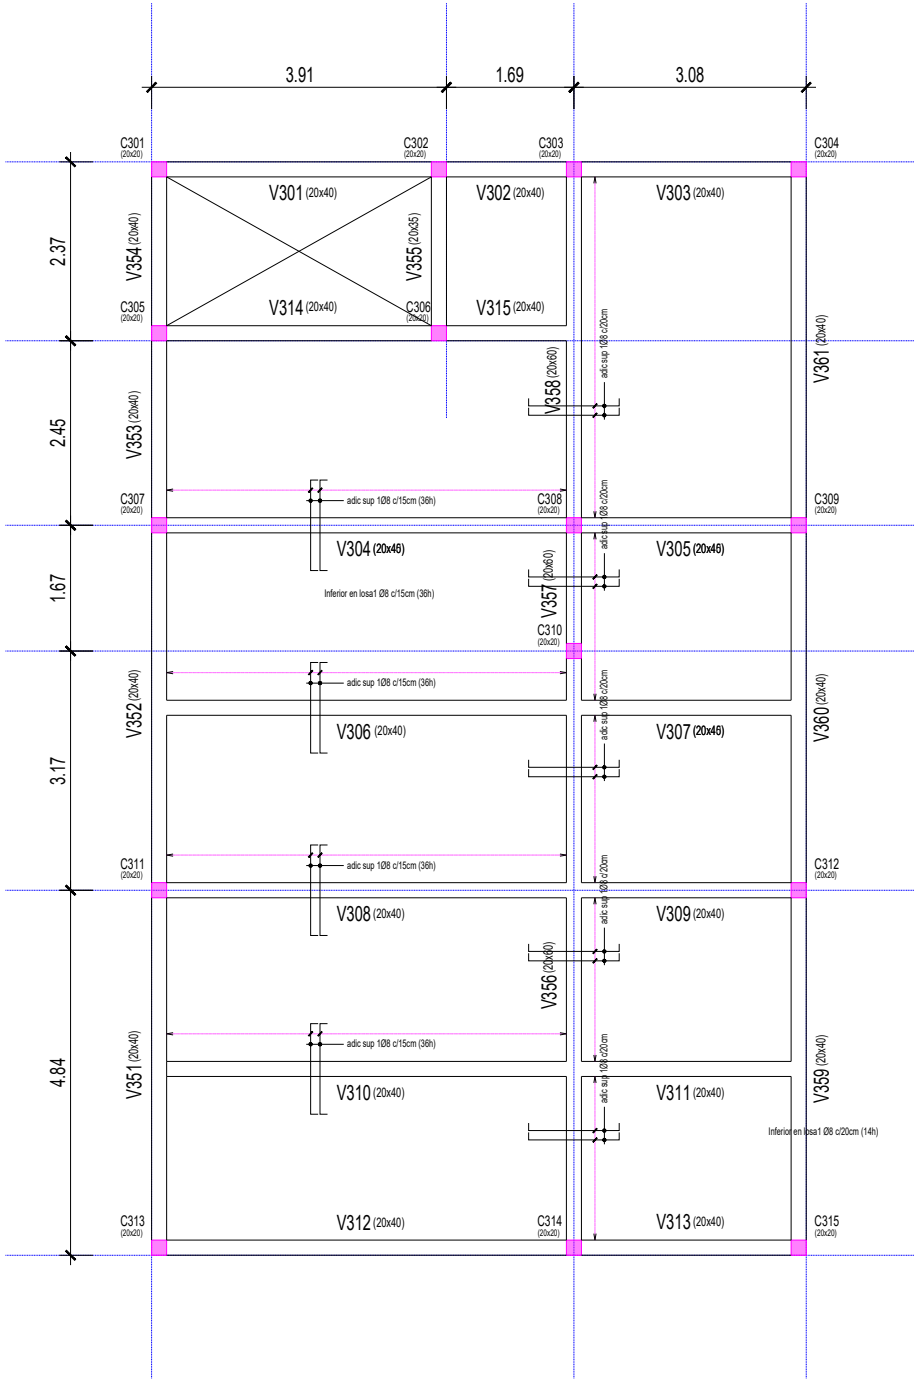 3.91
1.69
3.08
C301
(20x20)
C302
(20x20)
C303
(20x20)
C304
(20x20)
V301 (20x40)
V302 (20x40)
V303 (20x40)
2.37
V354 (20x40)
V355 (20x35)
C305
(20x20)
V314 (20x40)
C306
(20x20)
V315 (20x40)
V361 (20x40)
adic sup 1Ø8 c/20cm
V358 (20x60)
2.45
V353 (20x40)
C307
(20x20)
adic sup 1Ø8 c/15cm (36h)
C308
(20x20)
adic sup 1Ø8 c/20cm
C309
(20x20)
V304 (20x40)
V305 (20x40)
1.67
Inferior en losa1 Ø8 c/15cm (36h)
V357 (20x60)
C310
(20x20)
V352 (20x40)
adic sup 1Ø8 c/15cm (36h)
adic sup 1Ø8 c/20cm
V360 (20x40)
V306 (20x40)
V307 (20x40)
3.17
C311
(20x20)
adic sup 1Ø8 c/15cm (36h)
adic sup 1Ø8 c/20cm
C312
(20x20)
V308 (20x40)
V309 (20x40)
V356 (20x60)
4.84
V351 (20x40)
adic sup 1Ø8 c/15cm (36h)
adic sup 1Ø8 c/20cm
V359 (20x40)
V310 (20x40)
V311 (20x40)
Inferior en losa1 Ø8 c/20cm (14h)
C313
(20x20)
V312 (20x40)
C314
(20x20)
V313 (20x40)
C315
(20x20)